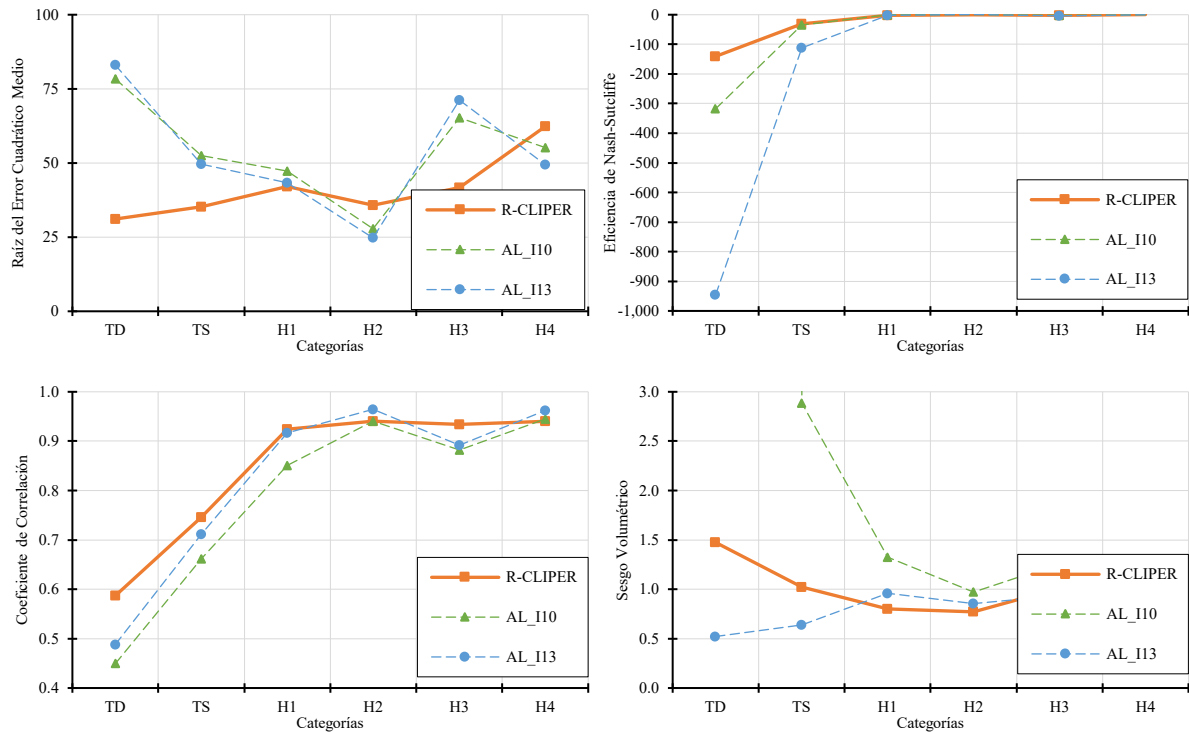 Raíz del Error Cuadrático Medio
100
75
50
25
0
TD TS H1 H2 H3 H4
Categorías
R-CLIPER
AL_I10
AL_I13
Eficiencia de Nash-Sutcliffe
0
-100
-200
-300
-400
-500
-600
-700
-800
-900
-1,000
TD TS H1 H2 H3 H4
Categorías
R-CLIPER
AL_I10
AL_I13
Coeficiente de Correlación
1.0
0.9
0.8
0.7
0.6
0.5
0.4
TD TS H1 H2 H3 H4
Categorías
R-CLIPER
AL_I10
AL_I13
Sesgo Volumétrico
3.0
2.5
2.0
1.5
1.0
0.5
0.0
TD TS H1 H2 H3 H4
Categorías
R-CLIPER
AL_I10
AL_I13